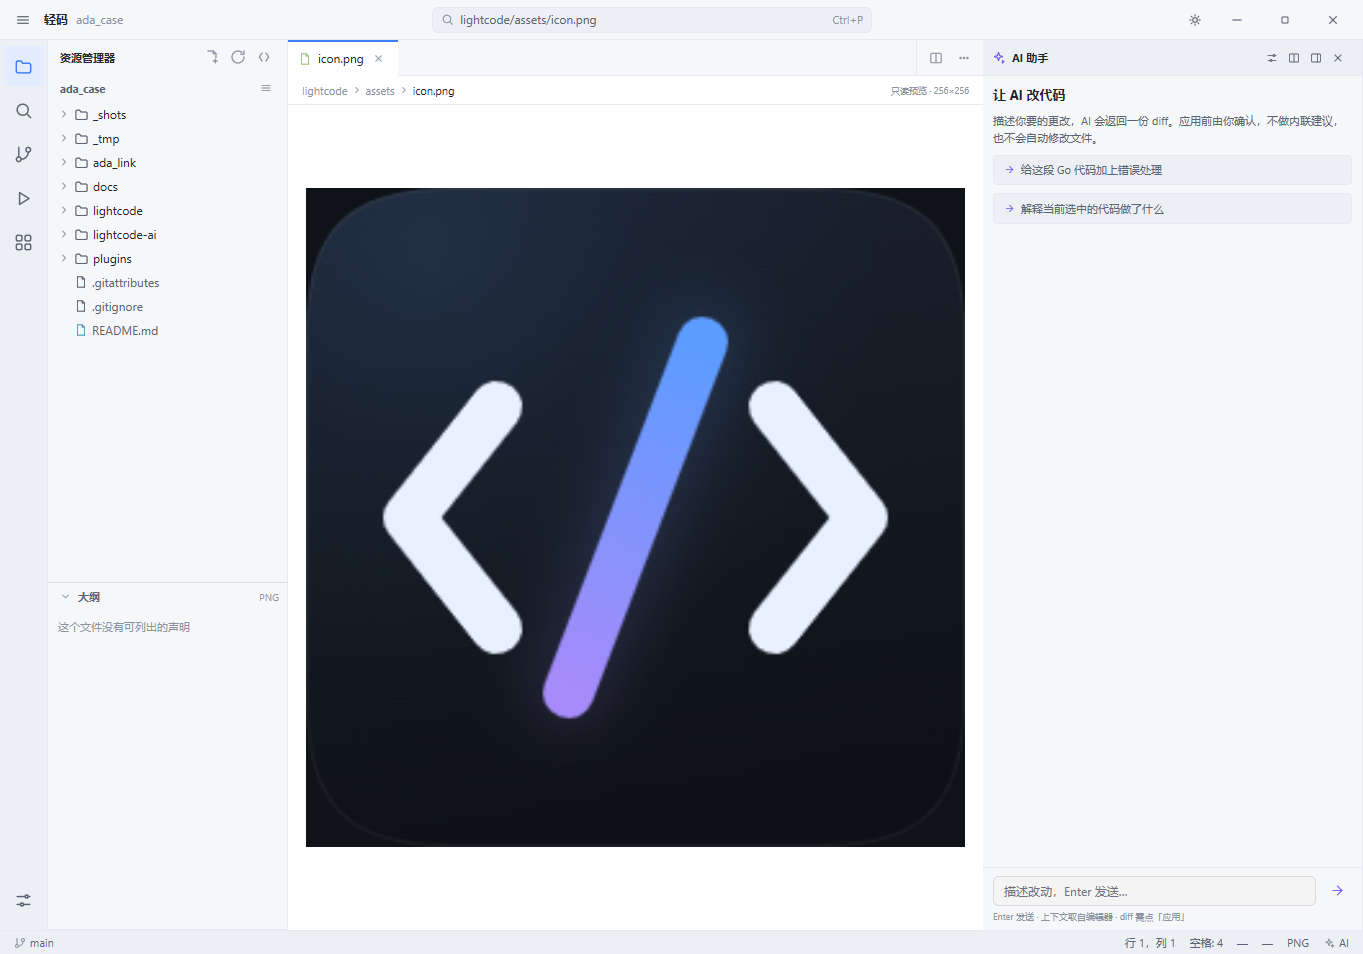 轻码 ada_case
lightcode/assets/icon.png Ctrl+P
资源管理器
ada_case
_shots
_tmp
ada_link
docs
lightcode
lightcode-ai
plugins
.gitattributes
.gitignore
README.md
大纲 PNG
这个文件没有可列出的声明
icon.png
lightcode > assets > icon.png 只读预览 · 256×256
AI 助手
让 AI 改代码
描述你要的更改，AI 会返回一份 diff。应用前由你确认，不做内联建议，
也不会自动修改文件。
给这段 Go 代码加上错误处理
解释当前选中的代码做了什么
描述改动，Enter 发送...
Enter 发送 · 上下文取自编辑器 · diff 需点「应用」
main 行 1，列 1 空格: 4 — — PNG AI